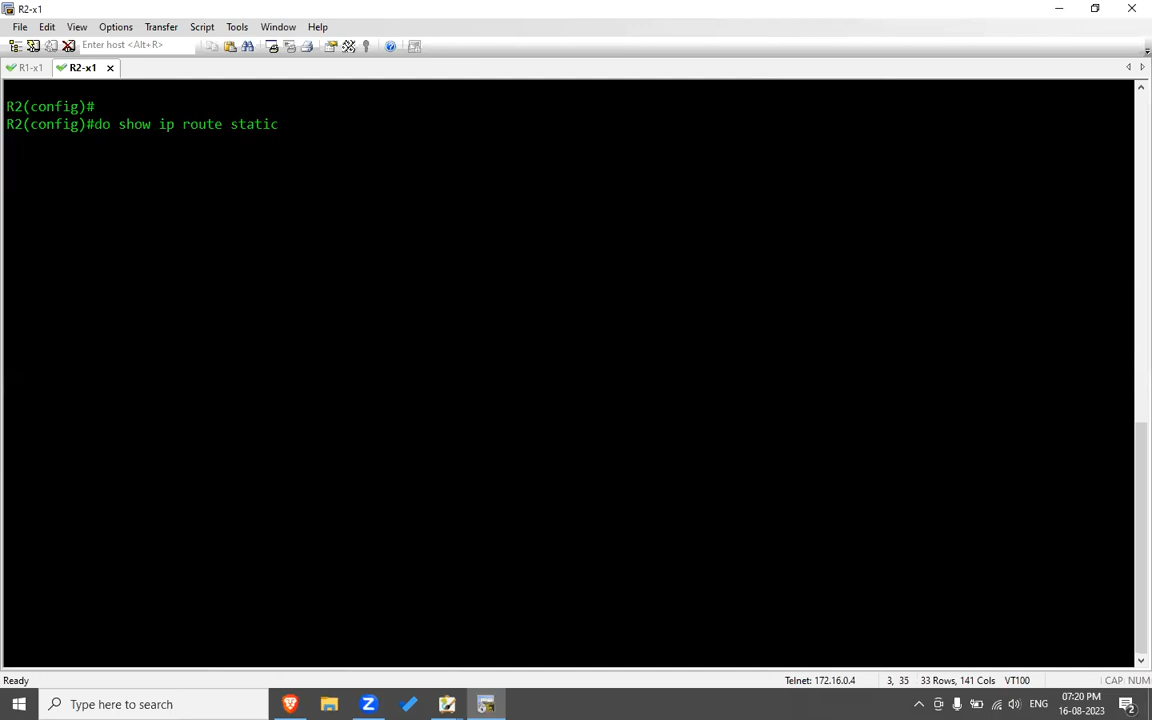 R2-x1
File Edit View Options Transfer Script Tools Window Help
Enter host <Alt+R>
R1-x1 R2-x1
R2(config)#
R2(config)#do show ip route static
Ready Telnet: 172.16.0.4 3, 35 33 Rows, 141 Cols VT100 CAP NUM
Type here to search
ENG
07:20 PM
16-08-2023
2